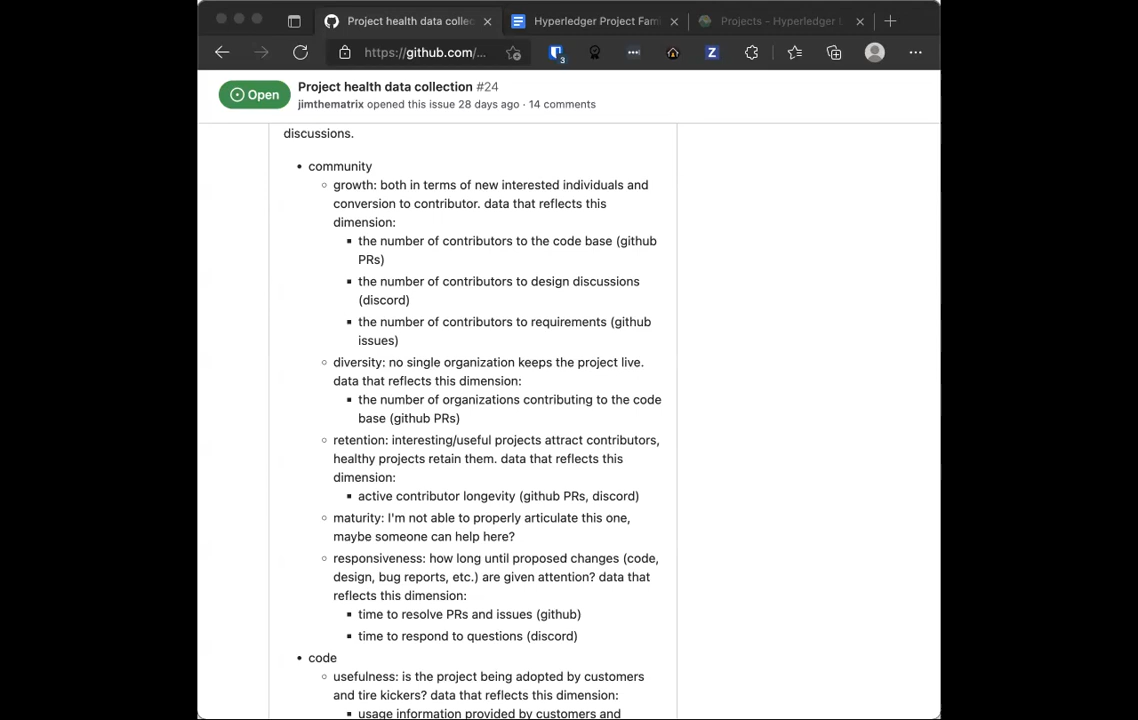 Project health data collec
Hyperledger Project Fam
Projects - Hyperledger
https://github.com/...
3
Z
Open
Project health data collection #24
jimthematrix opened this issue 28 days ago · 14 comments
discussions.
• community
◦ growth: both in terms of new interested individuals and
conversion to contributor. data that reflects this
dimension:
▪ the number of contributors to the code base (github
PRs)
▪ the number of contributors to design discussions
(discord)
▪ the number of contributors to requirements (github
issues)
◦ diversity: no single organization keeps the project live.
data that reflects this dimension:
▪ the number of organizations contributing to the code
base (github PRs)
◦ retention: interesting/useful projects attract contributors,
healthy projects retain them. data that reflects this
dimension:
▪ active contributor longevity (github PRs, discord)
◦ maturity: I'm not able to properly articulate this one,
maybe someone can help here?
◦ responsiveness: how long until proposed changes (code,
design, bug reports, etc.) are given attention? data that
reflects this dimension:
▪ time to resolve PRs and issues (github)
▪ time to respond to questions (discord)
• code
◦ usefulness: is the project being adopted by customers
and tire kickers? data that reflects this dimension:
▪ usage information provided by customers and